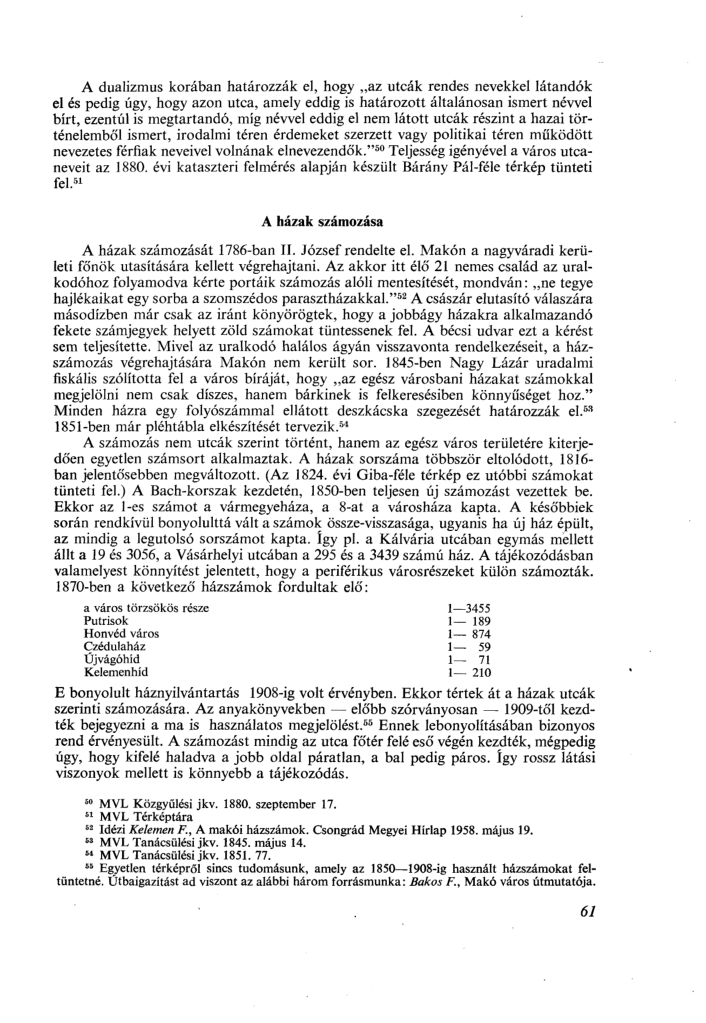 A dualizmus korában határozzák el, hogy „az utcák rendes nevekkel látandók
el és pedig úgy, hogy azon utca, amely eddig is határozott általánosan ismert névvel
bírt, ezentúl is megtartandó, míg névvel eddig el nem látott utcák részint a hazai tör-
ténelemből ismert, irodalmi téren érdemeket szerzett vagy politikai téren működött
nevezetes férfiak neveivel volnának elnevezendők.”⁵⁰ Teljesség igényével a város utca-
neveit az 1880. évi kataszteri felmérés alapján készült Bárány Pál-féle térkép tünteti
fel.⁵¹
A házak számozása
A házak számozását 1786-ban II. József rendelte el. Makón a nagyváradi kerü-
leti főnök utasítására kellett végrehajtani. Az akkor itt élő 21 nemes család az ural-
kodóhoz folyamodva kérte portáik számozás alóli mentesítését, mondván: „ne tegye
hajlékaikat egy sorba a szomszédos parasztházakkal.”⁵² A császár elutasító válaszára
másodízben már csak az iránt könyörögtek, hogy a jobbágy házakra alkalmazandó
fekete számjegyek helyett zöld számokat tüntessenek fel. A bécsi udvar ezt a kérést
sem teljesítette. Mivel az uralkodó halálos ágyán visszavonta rendelkezéseit, a ház-
számozás végrehajtására Makón nem került sor. 1845-ben Nagy Lázár uradalmi
fiskális szólította fel a város bíráját, hogy „az egész városbani házakat számokkal
megjelölni nem csak díszes, hanem bárkinek is felkeresésiben könnyűséget hoz.”
Minden házra egy folyószámmal ellátott deszkácska szegezését határozzák el.⁵³
1851-ben már pléhtábla elkészítését tervezik.⁵⁴
A számozás nem utcák szerint történt, hanem az egész város területére kiterje-
dően egyetlen számsort alkalmaztak. A házak sorszáma többször eltolódott, 1816-
ban jelentősebben megváltozott. (Az 1824. évi Giba-féle térkép ez utóbbi számokat
tünteti fel.) A Bach-korszak kezdetén, 1850-ben teljesen új számozást vezettek be.
Ekkor az 1-es számot a vármegyeháza, a 8-at a városháza kapta. A későbbiek
során rendkívül bonyolulttá vált a számok össze-visszasága, ugyanis ha új ház épült,
az mindig a legutolsó sorszámot kapta. Így pl. a Kálvária utcában egymás mellett
állt a 19 és 3056, a Vásárhelyi utcában a 295 és a 3439 számú ház. A tájékozódásban
valamelyest könnyítést jelentett, hogy a periférikus városrészeket külön számozták.
1870-ben a következő házszámok fordultak elő:
a város törzsökös része 1—3455
Putrisok 1— 189
Honvéd város 1— 874
Czédulaház 1— 59
Újvágóhíd 1— 71
Kelemenhíd 1— 210
E bonyolult háznyilvántartás 1908-ig volt érvényben. Ekkor tértek át a házak utcák
szerinti számozására. Az anyakönyvekben — előbb szórványosan — 1909-től kezd-
ték bejegyezni a ma is használatos megjelölést.⁵⁵ Ennek lebonyolításában bizonyos
rend érvényesült. A számozást mindig az utca főtér felé eső végén kezdték, mégpedig
úgy, hogy kifelé haladva a jobb oldal páratlan, a bal pedig páros. Így rossz látási
viszonyok mellett is könnyebb a tájékozódás.
⁵⁰ MVL Közgyűlési jkv. 1880. szeptember 17.
⁵¹ MVL Térképtára
⁵² Idézi Kelemen F., A makói házszámok. Csongrád Megyei Hírlap 1958. május 19.
⁵³ MVL Tanácsülési jkv. 1845. május 14.
⁵⁴ MVL Tanácsülési jkv. 1851. 77.
⁵⁵ Egyetlen térképről sincs tudomásunk, amely az 1850—1908-ig használt házszámokat fel-
tüntetné. Útbaigazítást ad viszont az alábbi három forrásmunka: Bakos F., Makó város útmutatója.
61